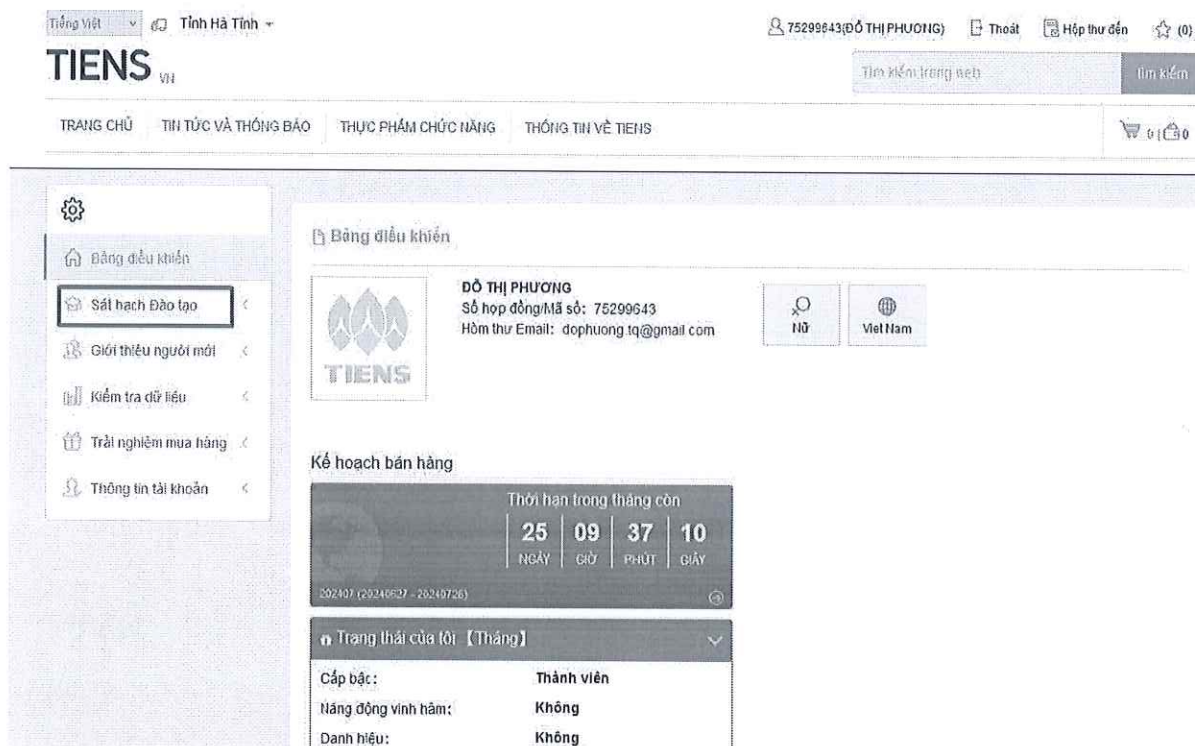 Tiếng Việt Tỉnh Hà Tĩnh 75299643(ĐỖ THỊ PHƯƠNG) Thoát Hộp thư đến (0)
TIENS VN
Tìm kiếm trong web Tìm kiếm
TRANG CHỦ TIN TỨC VÀ THÔNG BÁO THỰC PHẨM CHỨC NĂNG THÔNG TIN VỀ TIENS 0 | 0
Bảng điều khiển
Sát hạch Đào tạo
Giới thiệu người mới
Kiểm tra dữ liệu
Trải nghiệm mua hàng
Thông tin tài khoản
Bảng điều khiển
TIENS
ĐỖ THỊ PHƯƠNG
Số hợp đồng/Mã số: 75299643
Hòm thư Email: dophuong.tq@gmail.com
Nữ
Viet Nam
Kế hoạch bán hàng
Thời hạn trong tháng còn
25 09 37 10
NGÀY GIỜ PHÚT GIÂY
202407 (20240627 - 20240726)
Trạng thái của tôi 【Tháng】
Cấp bậc: Thành viên
Năng động vinh hàm: Không
Danh hiệu: Không